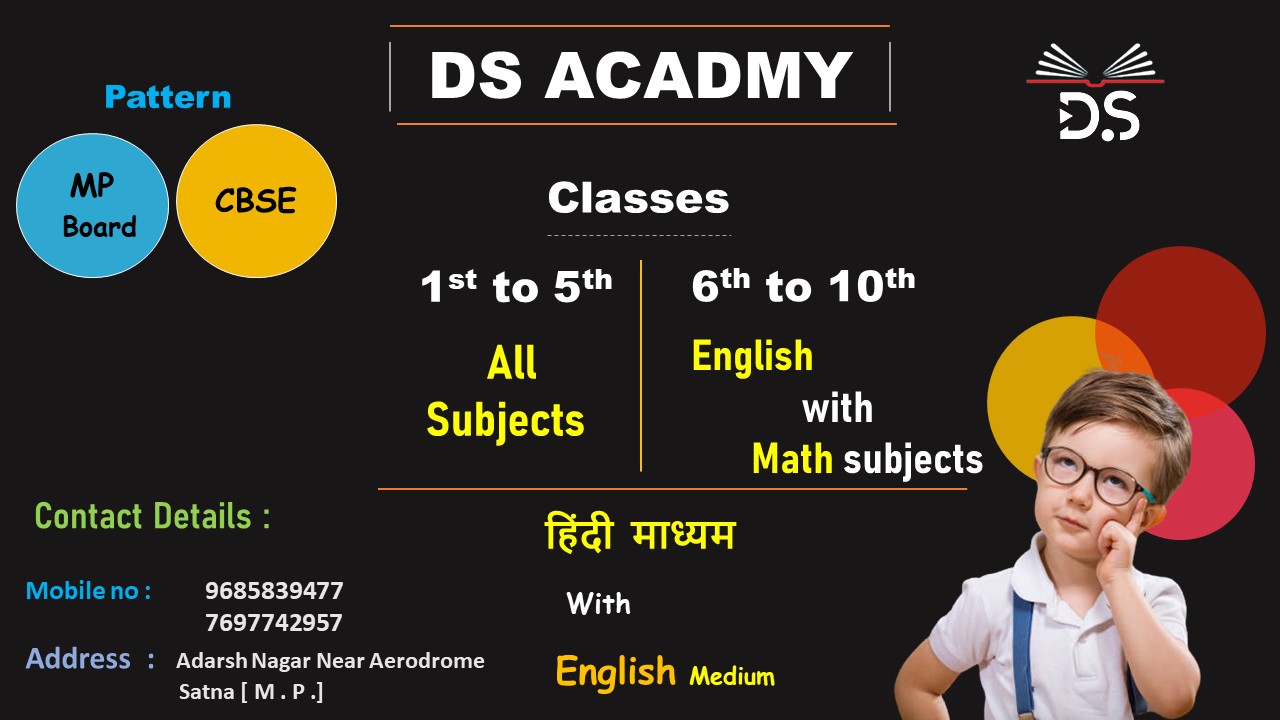 DS ACADMY
D.S
Pattern
MP
Board
CBSE
Classes
1st to 5th
All
Subjects
6th to 10th
English
with
Math subjects
Contact Details :
Mobile no : 9685839477
7697742957
Address : Adarsh Nagar Near Aerodrome
Satna [ M . P .]
हिंदी माध्यम
With
English Medium